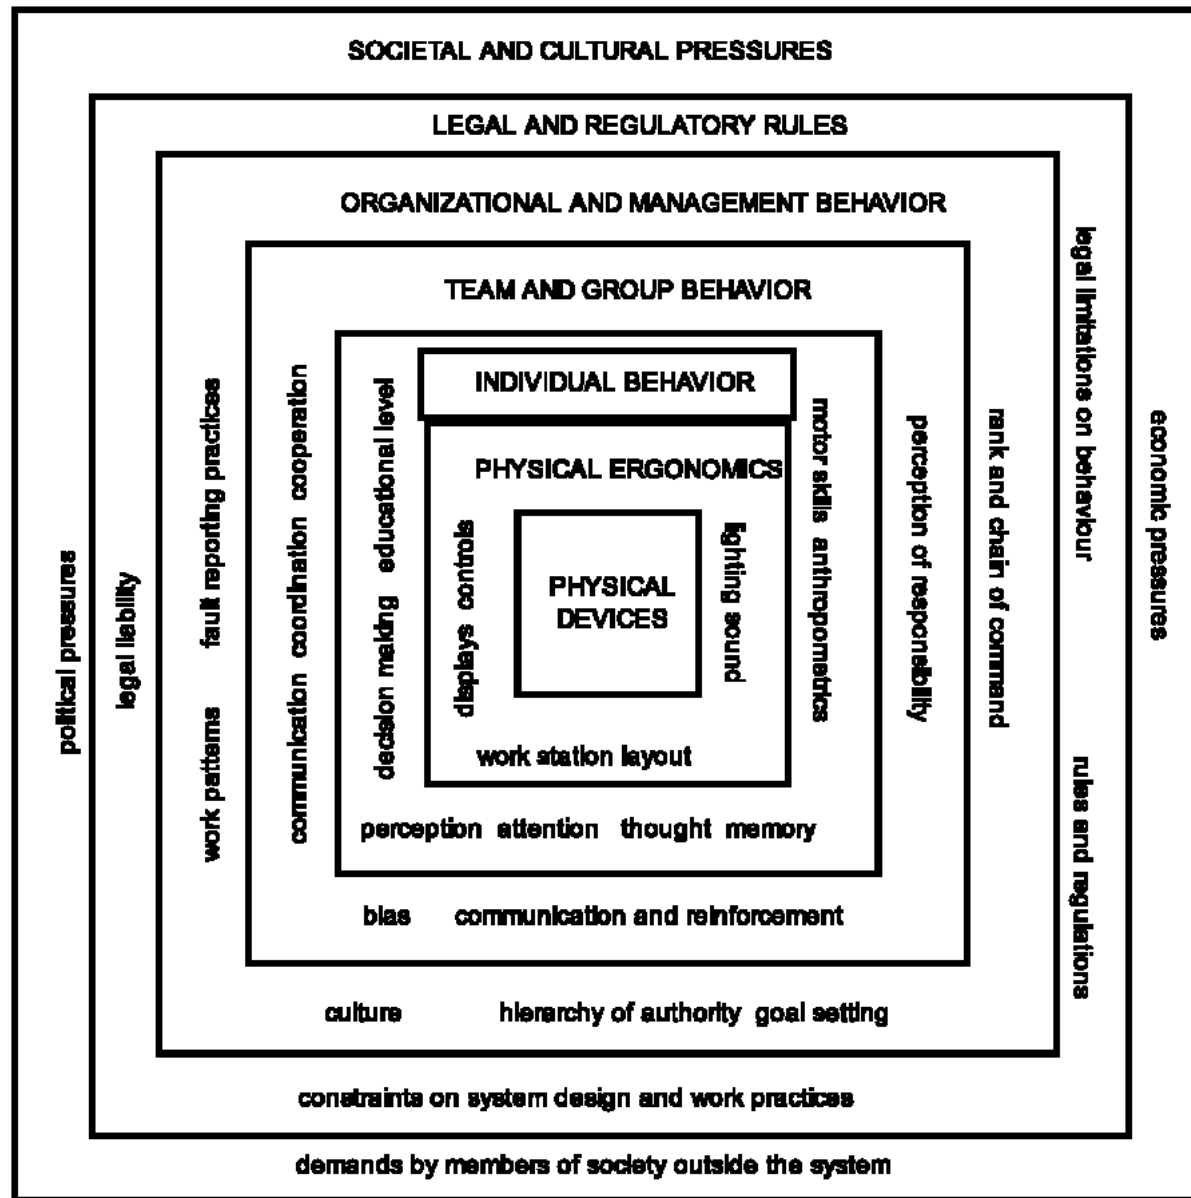 SOCIETAL AND CULTURAL PRESSURES
political pressures
economic pressures
demands by members of society outside the system
LEGAL AND REGULATORY RULES
legal liability
legal limitations on behaviour
rules and regulations
constraints on system design and work practices
ORGANIZATIONAL AND MANAGEMENT BEHAVIOR
work patterns fault reporting practices
rank and chain of command
culture hierarchy of authority goal setting
TEAM AND GROUP BEHAVIOR
communication coordination cooperation
perception of responsibility
bias communication and reinforcement
INDIVIDUAL BEHAVIOR
decision making educational level
motor skills anthropometrics
perception attention thought memory
PHYSICAL ERGONOMICS
displays controls
lighting sound
work station layout
PHYSICAL
DEVICES